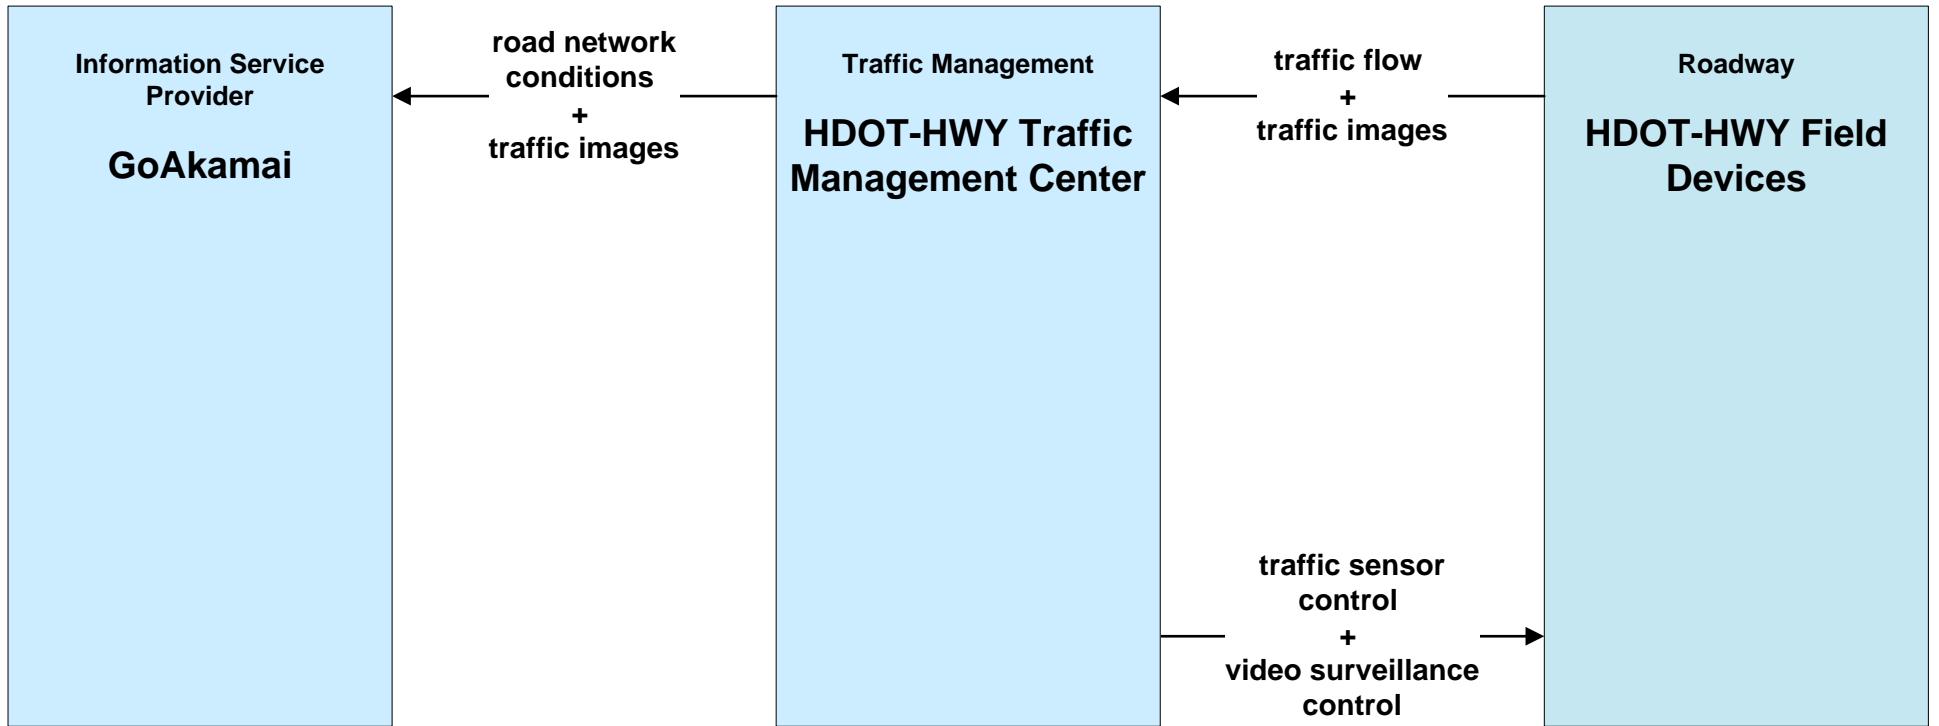 Information Service
Provider
GoAkamai
road network
conditions
+
traffic images
Traffic Management
HDOT-HWY Traffic
Management Center
traffic flow
+
traffic images
Roadway
HDOT-HWY Field
Devices
traffic sensor
control
+
video surveillance
control